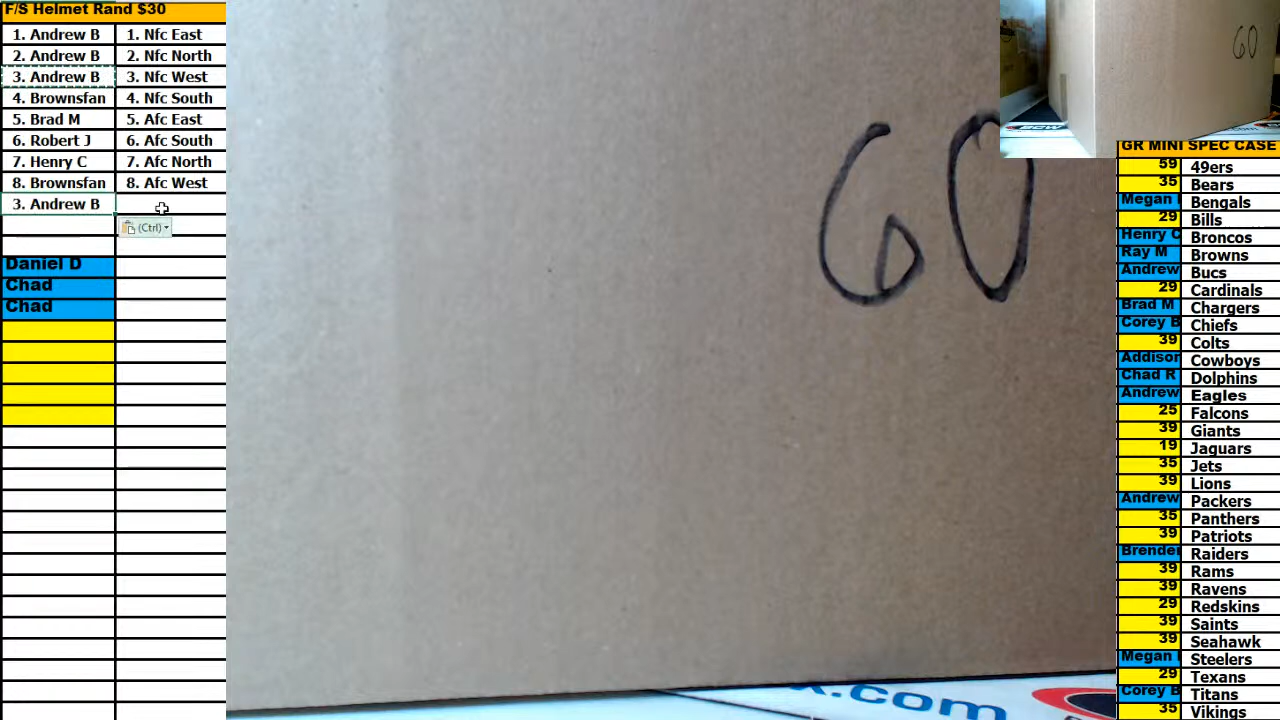 F/S Helmet Rand $30
1. Andrew B 1. Nfc East
2. Andrew B 2. Nfc North
3. Andrew B 3. Nfc West
4. Brownsfan 4. Nfc South
5. Brad M 5. Afc East
6. Robert J 6. Afc South
7. Henry C 7. Afc North
8. Brownsfan 8. Afc West
3. Andrew B
(Ctrl)
Daniel D
Chad
Chad
60
x.com
60
BCW
.com
GR MINI SPEC CASE
59 49ers
35 Bears
Megan Bengals
29 Bills
Henry C Broncos
Ray M Browns
Andrew Bucs
29 Cardinals
Brad M Chargers
Corey B Chiefs
39 Colts
Addison Cowboys
Chad R Dolphins
Andrew Eagles
25 Falcons
39 Giants
19 Jaguars
35 Jets
39 Lions
Andrew Packers
35 Panthers
39 Patriots
Brender Raiders
39 Rams
39 Ravens
29 Redskins
39 Saints
39 Seahawk
Megan Steelers
29 Texans
Corey B Titans
35 Vikings